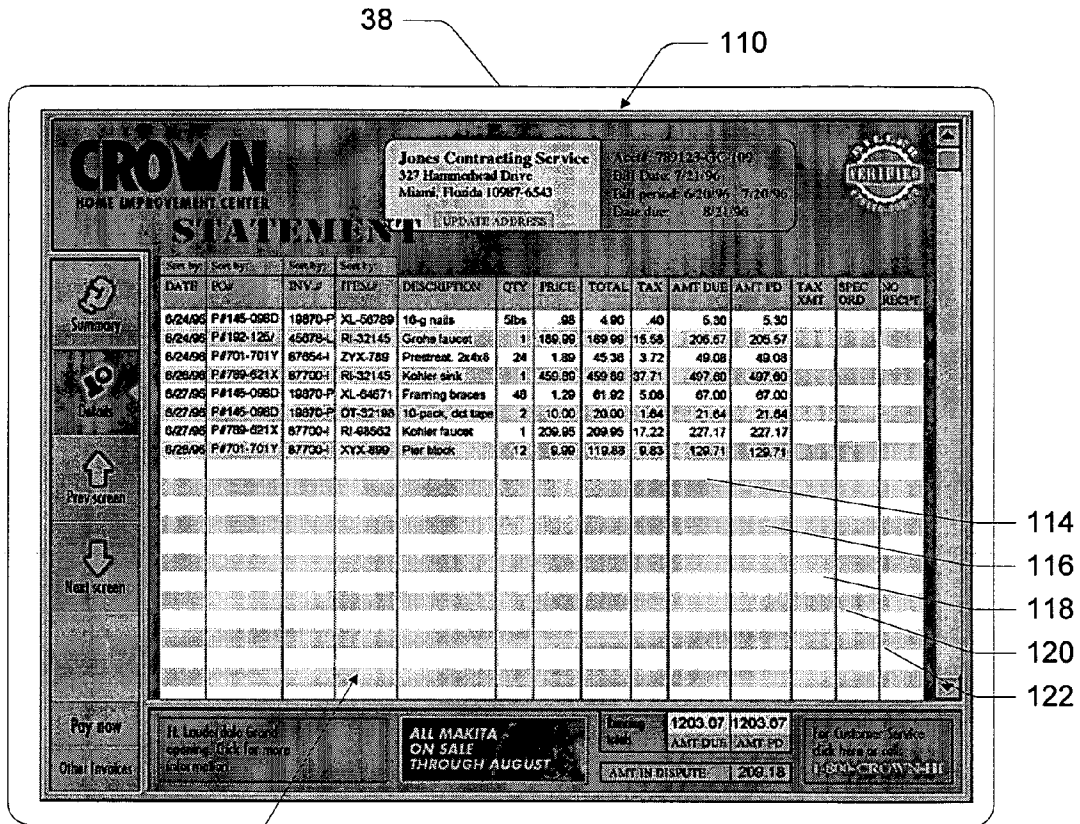 38
110
CROWN
HOME IMPROVEMENT CENTER
STATEMENT
Jones Contracting Service
327 Hammerhead Drive
Miami, Florida 10987-6543
UPDATE ADDRESS
Acct# 789123-GC-109
Bill Date: 7/21/96
Bill period: 6/20/96 - 7/20/96
Date due: 8/21/96
CERTIFIED
Sort by: Sort by: Sort by: Sort by:
DATE PO# INV.# ITEM# DESCRIPTION QTY PRICE TOTAL TAX AMT DUE AMT PD TAX XMT SPEC ORD NO RECPT
6/24/96 P#145-098D 19870-P XL-56789 16-g nails 5lbs .98 4.90 .40 5.30 5.30
6/24/96 P#192-125/ 45678-L RI-32145 Grohe faucet 1 189.99 189.99 15.58 205.57 205.57
6/24/96 P#701-701Y 87654-I ZYX-789 Prestreat. 2x4x8 24 1.89 45.36 3.72 49.08 49.08
6/26/96 P#789-621X 87700-I RI-32145 Kohler sink 1 459.89 459.89 37.71 497.60 497.60
6/27/96 P#145-098D 19870-P XL-64671 Framing braces 48 1.29 61.92 5.08 67.00 67.00
6/27/96 P#145-098D 19870-P OT-32198 10-pack, dct tape 2 10.00 20.00 1.64 21.64 21.64
6/27/96 P#789-621X 87700-I RI-68562 Kohler faucet 1 209.95 209.95 17.22 227.17 227.17
6/28/96 P#701-701Y 87700-I XYX-899 Pier block 12 9.99 119.88 9.83 129.71 129.71
Summary
Details
Prev screen
Next screen
Pay now
Other Invoices
114
116
118
120
122
Ft. Lauderdale Grand
opening. Click for more
information
ALL MAKITA
ON SALE
THROUGH AUGUST
1203.07 1203.07
AMT DUE AMT PD
AMT IN DISPUTE 209.18
For Customer Service
click here or call:
1-800-CROWN-HI